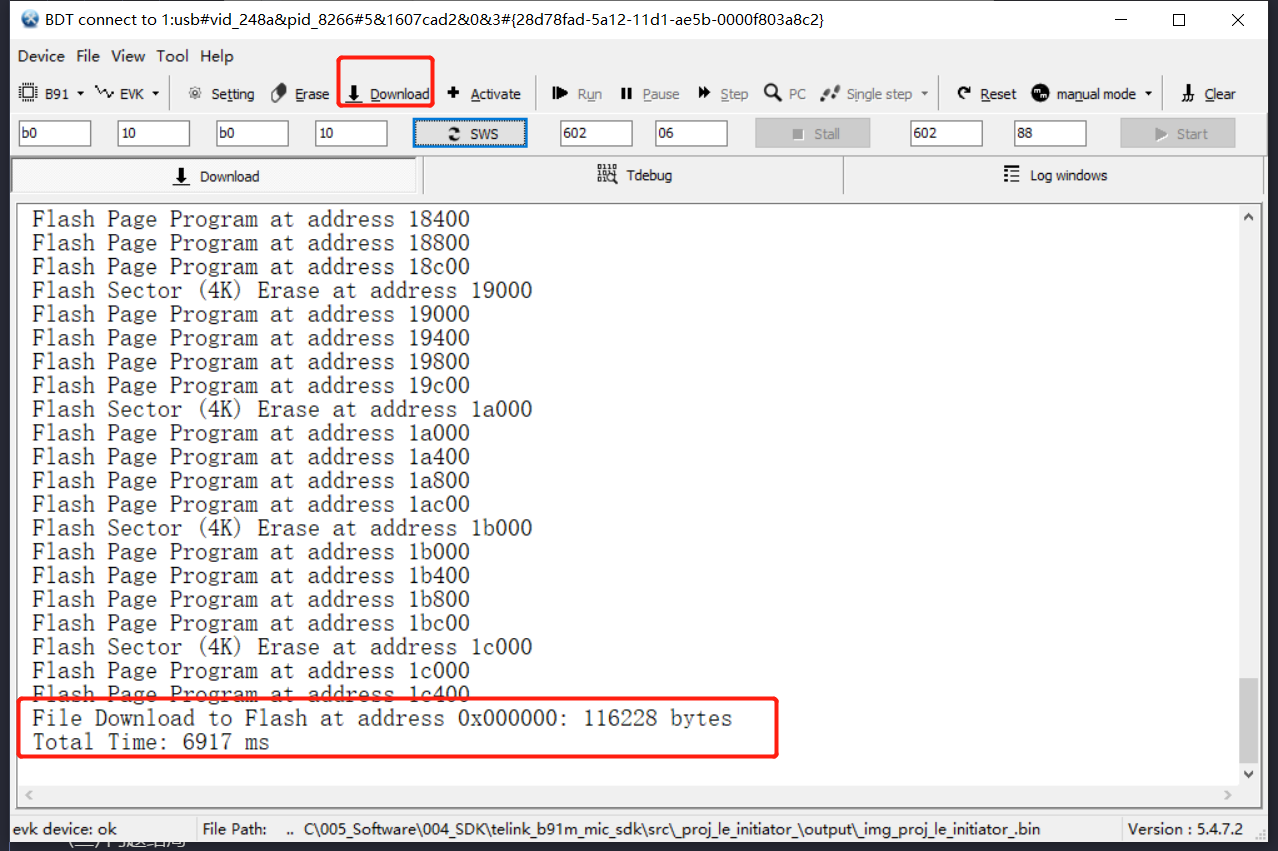 BDT connect to 1:usb#vid_248a&pid_8266#5&1607cad2&0&3#{28d78fad-5a12-11d1-ae5b-0000f803a8c2}
Device File View Tool Help
B91 EVK Setting Erase Download Activate Run Pause Step PC Single step Reset manual mode Clear
b0 10 b0 10 SWS 602 06 Stall 602 88 Start
Download Tdebug Log windows
Flash Page Program at address 18400
Flash Page Program at address 18800
Flash Page Program at address 18c00
Flash Sector (4K) Erase at address 19000
Flash Page Program at address 19000
Flash Page Program at address 19400
Flash Page Program at address 19800
Flash Page Program at address 19c00
Flash Sector (4K) Erase at address 1a000
Flash Page Program at address 1a000
Flash Page Program at address 1a400
Flash Page Program at address 1a800
Flash Page Program at address 1ac00
Flash Sector (4K) Erase at address 1b000
Flash Page Program at address 1b000
Flash Page Program at address 1b400
Flash Page Program at address 1b800
Flash Page Program at address 1bc00
Flash Sector (4K) Erase at address 1c000
Flash Page Program at address 1c000
Flash Page Program at address 1c400
File Download to Flash at address 0x000000: 116228 bytes
Total Time: 6917 ms
evk device: ok File Path: .. C\005_Software\004_SDK\telink_b91m_mic_sdk\src\_proj_le_initiator_\output\_img_proj_le_initiator_.bin Version : 5.4.7.2